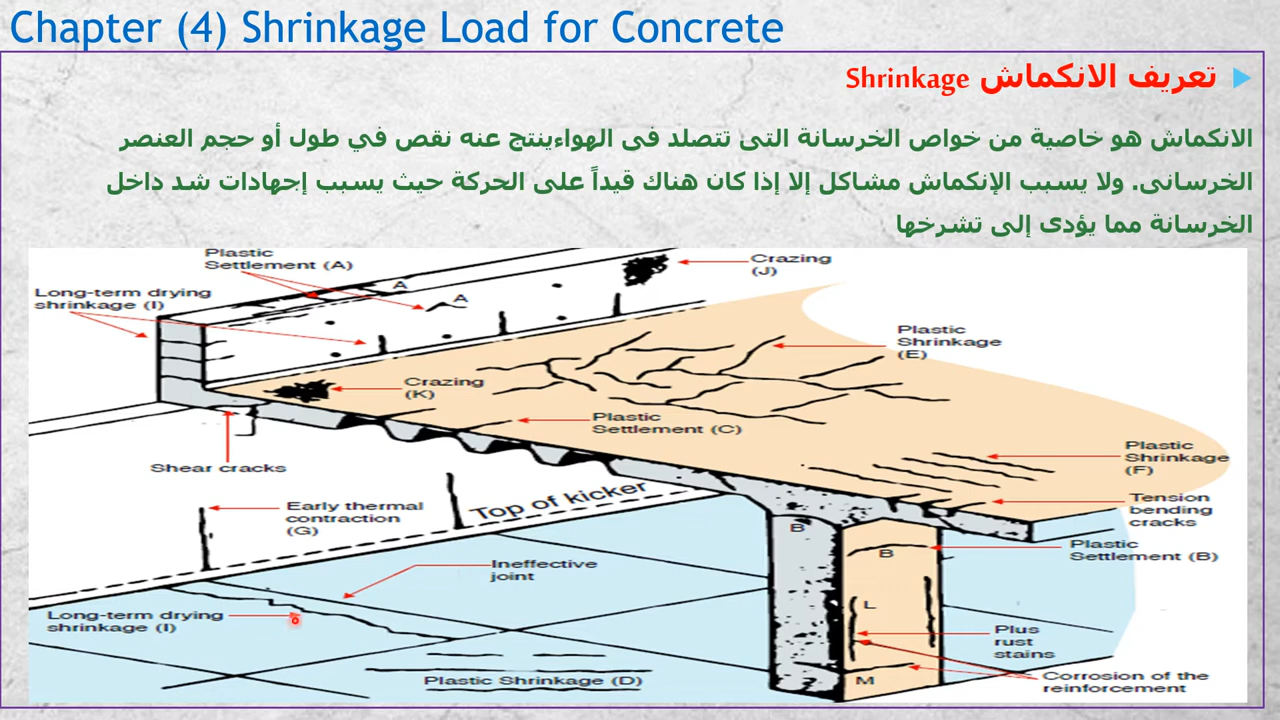 Chapter (4) Shrinkage Load for Concrete
تعريف الانكماش Shrinkage
الانكماش هو خاصية من خواص الخرسانة التى تتصلد فى الهواءينتج عنه نقص في طول أو حجم العنصر
الخرسانى. ولا يسبب الإنكماش مشاكل إلا إذا كان هناك قيداً على الحركة حيث يسبب إجهادات شد داخل
الخرسانة مما يؤدى إلى تشرخها
Plastic
Settlement (A)
Crazing
(J)
Long-term drying
shrinkage (I)
A
A
Plastic
Shrinkage
(E)
Crazing
(K)
Plastic
Settlement (C)
Plastic
Shrinkage
(F)
Shear cracks
Top of kicker
Tension
bending
cracks
Early thermal
contraction
(G)
B
B
Plastic
Settlement (B)
Ineffective
joint
Long-term drying
shrinkage (I)
L
Plus
rust
stains
Plastic Shrinkage (D)
M
Corrosion of the
reinforcement